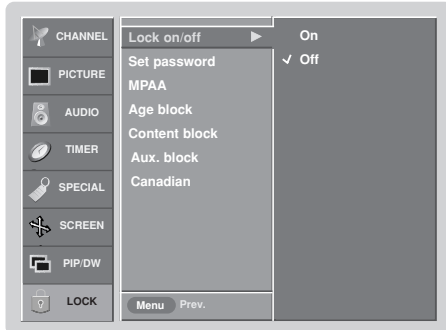 CHANNEL
PICTURE
AUDIO
TIMER
SPECIAL
SCREEN
PIP/DW
LOCK
Lock on/off
Set password
MPAA
Age block
Content block
Aux. block
Canadian
Menu Prev.
On
Off